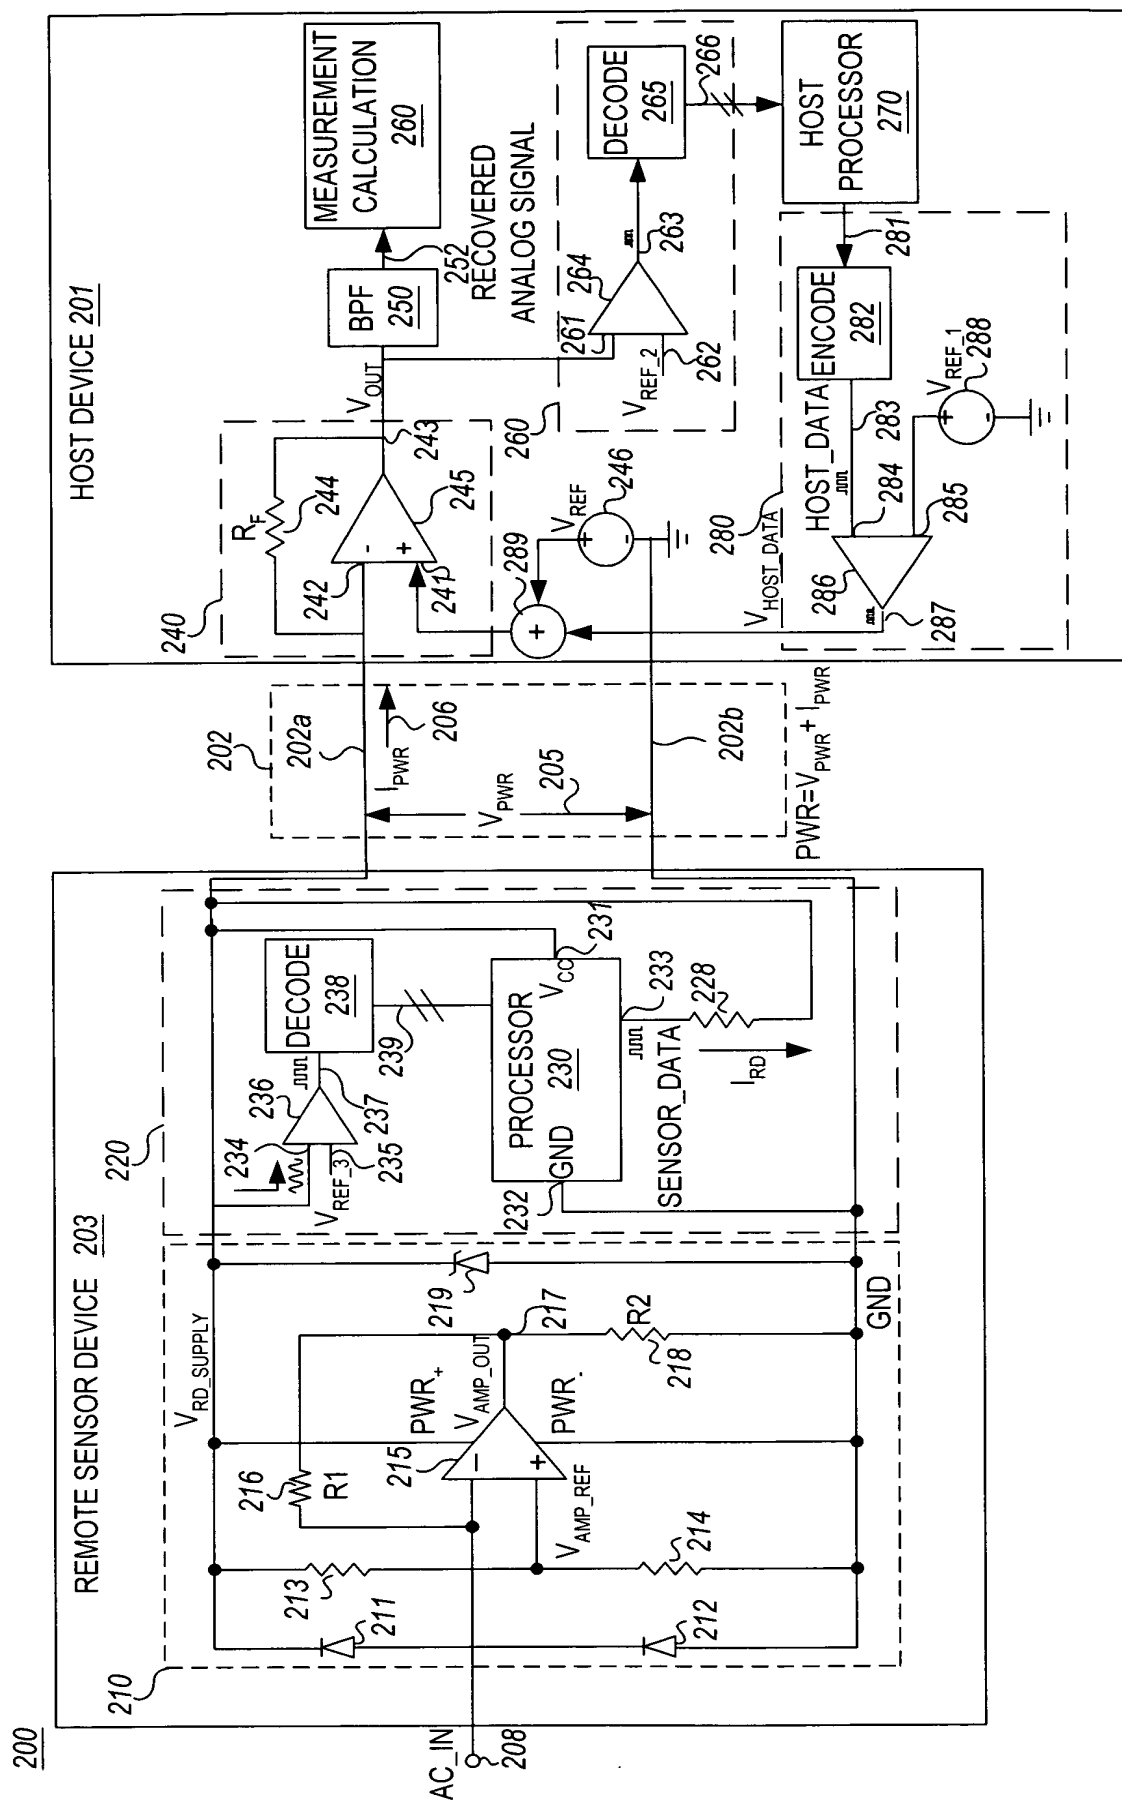 200
REMOTE SENSOR DEVICE 203
210
220
V_RD_SUPPLY
AC_IN
208
211
212
213
214
216
R1
215
PWR+
PWR-
V_AMP_OUT
V_AMP_REF
217
R2
218
219
GND
234
236
V_REF_3
235
237
DECODE
238
239
PROCESSOR
230
GND
232
V_CC
231
233
SENSOR_DATA
228
I_RD
202
202a
I_PWR
206
V_PWR
205
202b
PWR=V_PWR + I_PWR
HOST DEVICE 201
240
R_F
244
242
241
245
243
V_OUT
BPF
250
252
MEASUREMENT
CALCULATION
260
RECOVERED
ANALOG SIGNAL
289
V_REF
246
260
261
264
V_REF_2
262
263
DECODE
265
266
HOST
PROCESSOR
270
280
V_HOST_DATA
281
ENCODE
282
HOST_DATA
283
284
285
286
287
V_REF_1
288